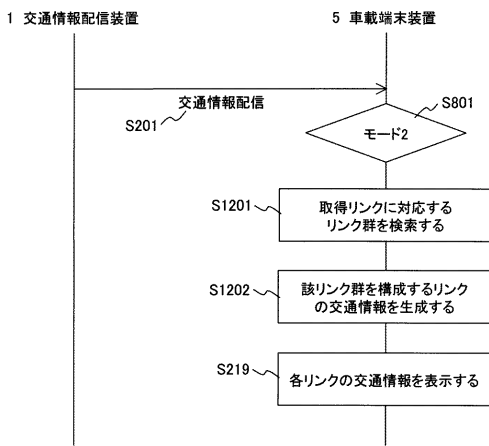 1 交通情報配信装置
5 車載端末装置
交通情報配信
S201
S801
モード2
S1201
取得リンクに対応する
リンク群を検索する
S1202
該リンク群を構成するリンク
の交通情報を生成する
S219
各リンクの交通情報を表示する